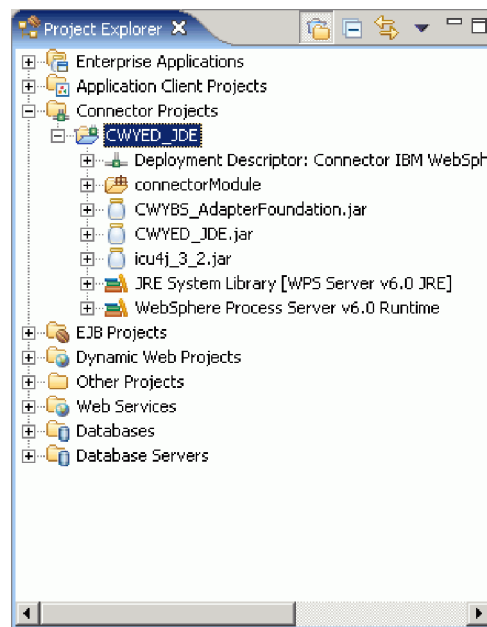 Project Explorer
Enterprise Applications
Application Client Projects
Connector Projects
CWYED_JDE
Deployment Descriptor: Connector IBM WebSph
connectorModule
CWYBS_AdapterFoundation.jar
CWYED_JDE.jar
icu4j_3_2.jar
JRE System Library [WPS Server v6.0 JRE]
WebSphere Process Server v6.0 Runtime
EJB Projects
Dynamic Web Projects
Other Projects
Web Services
Databases
Database Servers